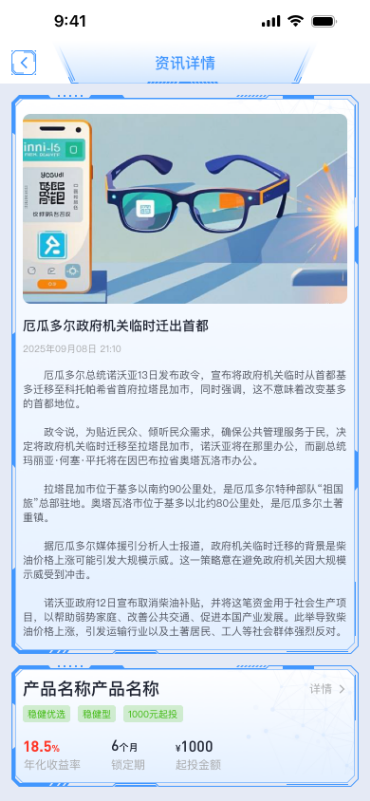 9:41
资讯详情
inni-i6
厄瓜多尔政府机关临时迁出首都
2025年09月08日 21:10
厄瓜多尔总统诺沃亚13日发布政令，宣布将政府机关临时从首都基
多迁移至科托帕希省首府拉塔昆加市，同时强调，这不意味着改变基多
的首都地位。
政令说，为贴近民众、倾听民众需求，确保公共管理服务于民，决
定将政府机关临时迁移至拉塔昆加市，诺沃亚将在那里办公，而副总统
玛丽亚·何塞·平托将在因巴布拉省奥塔瓦洛市办公。
拉塔昆加市位于基多以南约90公里处，是厄瓜多尔特种部队“祖国
旅”总部驻地。奥塔瓦洛市位于基多以北约80公里处，是厄瓜多尔土著
重镇。
据厄瓜多尔媒体援引分析人士报道，政府机关临时迁移的背景是柴
油价格上涨可能引发大规模示威。这一策略意在避免政府机关因大规模
示威受到冲击。
诺沃亚政府12日宣布取消柴油补贴，并将这笔资金用于社会生产项
目，以帮助弱势家庭、改善公共交通、促进本国产业发展。此举导致柴
油价格上涨，引发运输行业以及土著居民、工人等社会群体强烈反对。
产品名称产品名称 详情
稳健优选 稳健型 1000元起投
18.5% 6个月 ¥1000
年化收益率 锁定期 起投金额